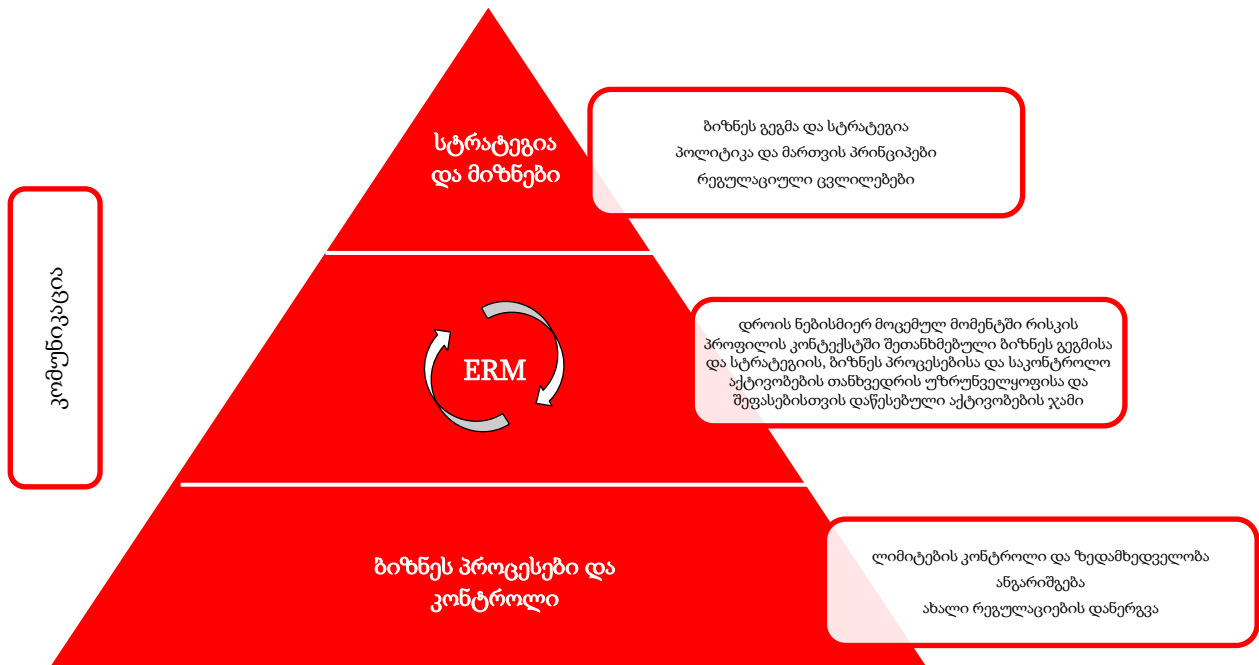 სტრატეგია
და მიზნები
ბიზნეს გეგმა და სტრატეგია
პოლიტიკა და მართვის პრინციპები
რეგულაციული ცვლილებები
კომუნიკაცია
ERM
დროის ნებისმიერ მოცემულ მომენტში რისკის
პროფილის კონტექსტში შეთანხმებული ბიზნეს გეგმისა
და სტრატეგიის, ბიზნეს პროცესებისა და საკონტროლო
აქტივობების თანხვედრის უზრუნველყოფისა და
შეფასებისთვის დაწესებული აქტივობების ჯამი
ბიზნეს პროცესები და
კონტროლი
ლიმიტების კონტროლი და ზედამხედველობა
ანგარიშგება
ახალი რეგულაციების დანერგვა